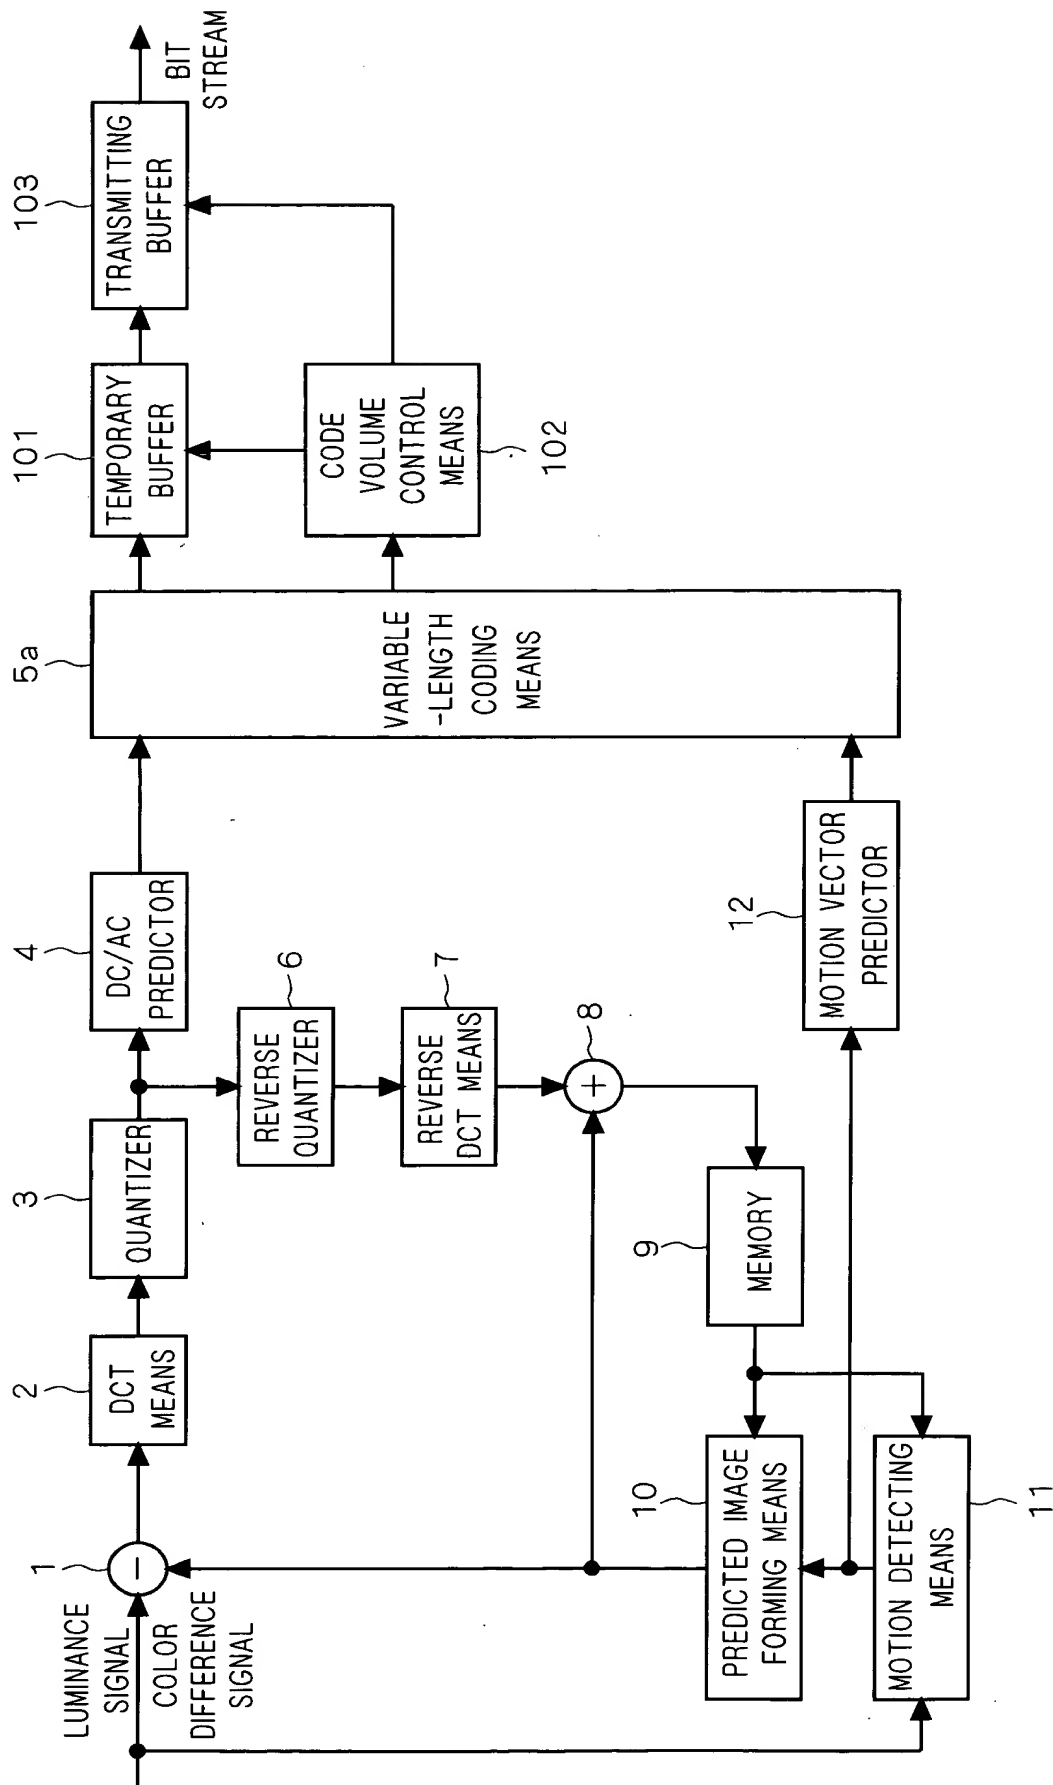 LUMINANCE
SIGNAL
COLOR
DIFFERENCE
SIGNAL
1
2
DCT
MEANS
3
QUANTIZER
4
DC/AC
PREDICTOR
5a
VARIABLE
-LENGTH
CODING
MEANS
101
TEMPORARY
BUFFER
103
TRANSMITTING
BUFFER
BIT
STREAM
CODE
VOLUME
CONTROL
MEANS
102
6
REVERSE
QUANTIZER
7
REVERSE
DCT MEANS
8
9
MEMORY
10
PREDICTED IMAGE
FORMING MEANS
MOTION DETECTING
MEANS
11
12
MOTION VECTOR
PREDICTOR